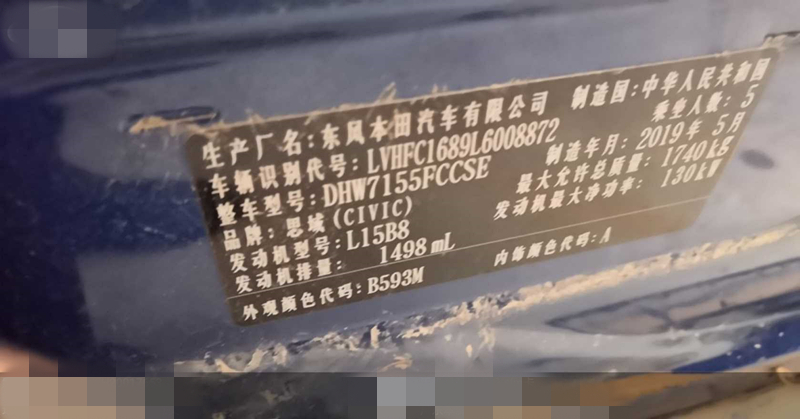 生产厂名:东风本田汽车有限公司 制造国:中华人民共和国
车辆识别代号:LVHFC1689L6008872 乘坐人数:5
整车型号:DHW7155FCCSE 制造年月:2019年5月
品牌:思域(CIVIC) 最大允许总质量:1740kg
发动机型号:L15B8 发动机最大净功率:130kW
发动机排量: 1498mL
外观颜色代码:B593M 内饰颜色代码:A